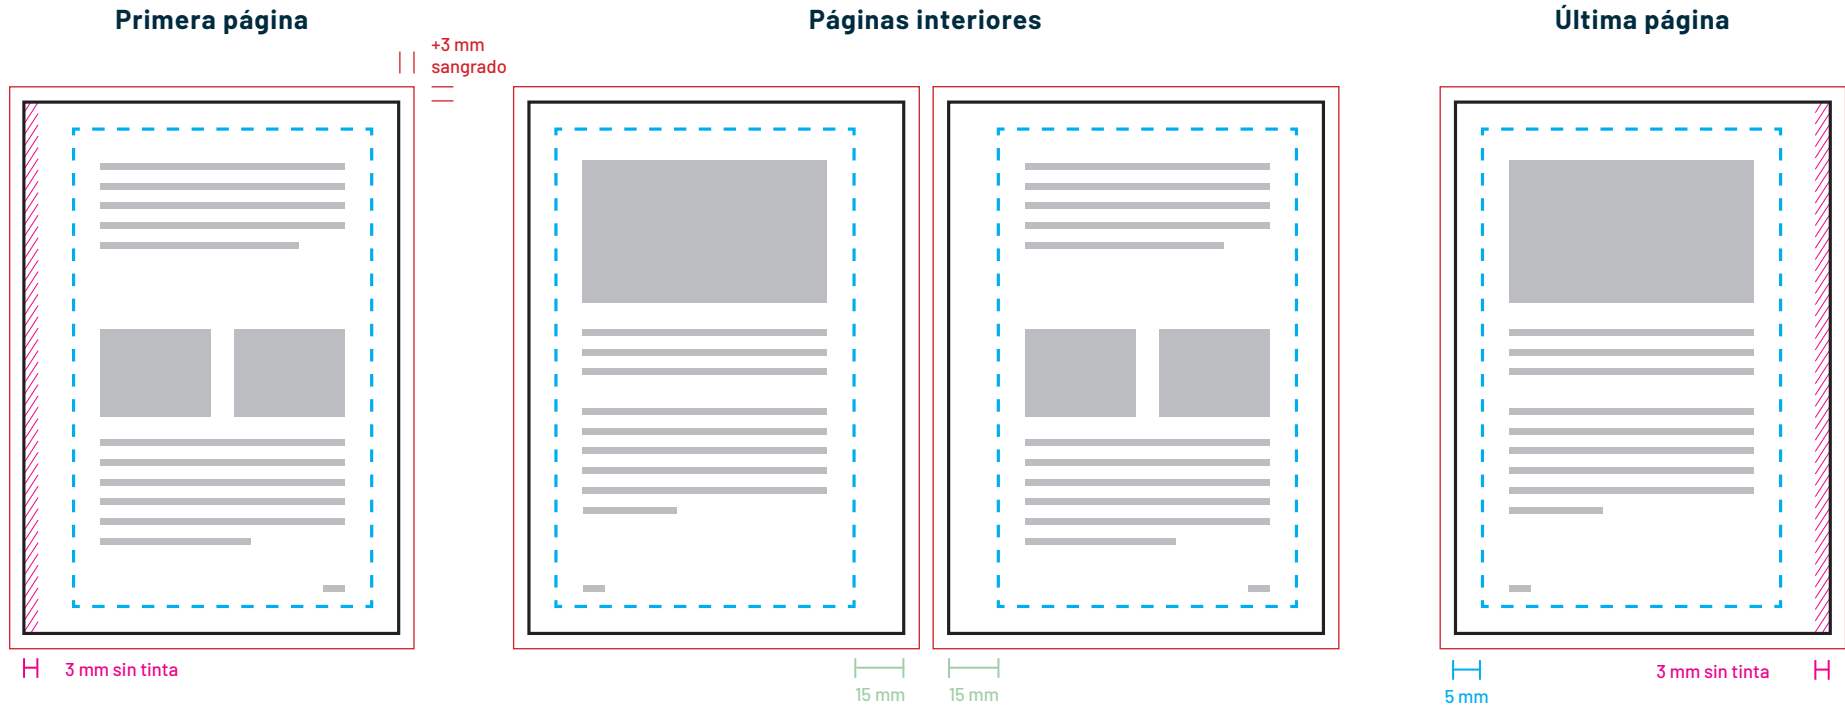 Primera página
Páginas interiores
Última página
+3 mm
sangrado
3 mm sin tinta
15 mm
15 mm
5 mm
3 mm sin tinta